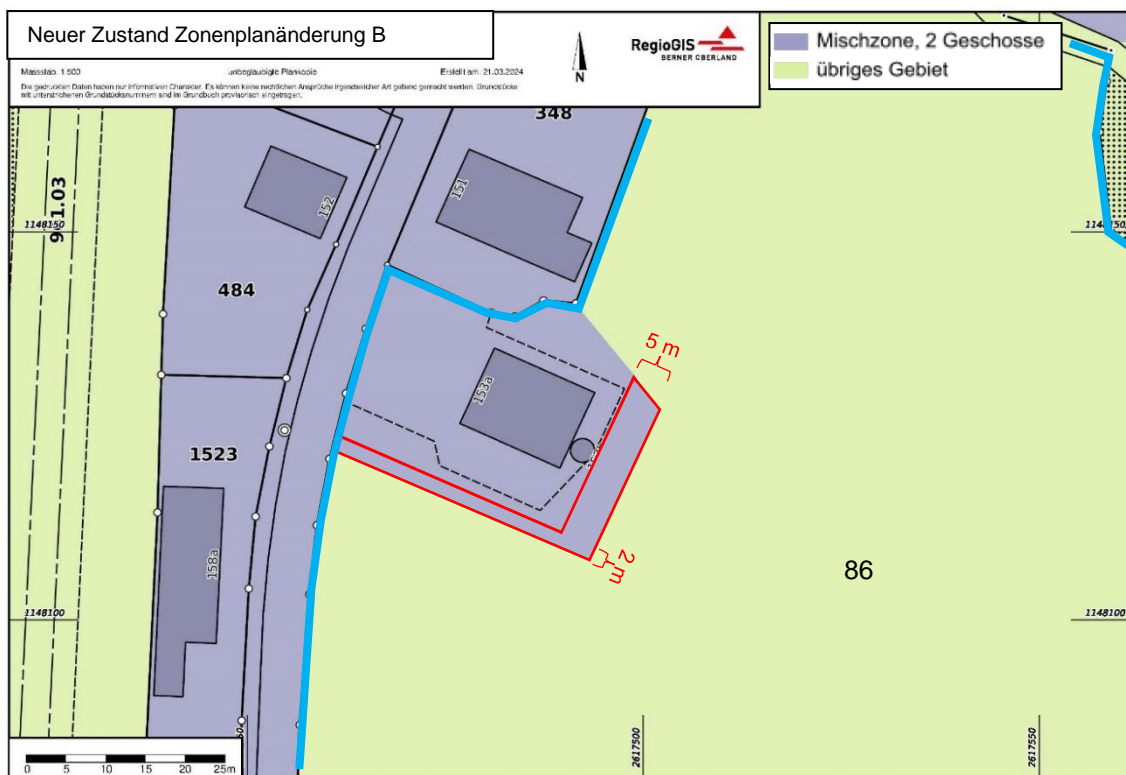 Neuer Zustand Zonenplanänderung B
Massstab: 1:500 unbeglaubigte Plankopie Erstellt am: 21.03.2024
Die gedruckten Daten haben nur informativen Charakter. Es können keine rechtlichen Ansprüche irgendwelcher Art geltend gemacht werden. Grundstücke
mit unterstrichenen Grundstücksnummern sind im Grundbuch provisorisch eingetragen.
N
RegioGIS
BERNER OBERLAND
Mischzone, 2 Geschosse
übriges Gebiet
348
151
152
1148150
484
5 m
153a
1523
158a
2 m
86
1148100
1148100
2617500
2617550
0 5 10 15 20 25m